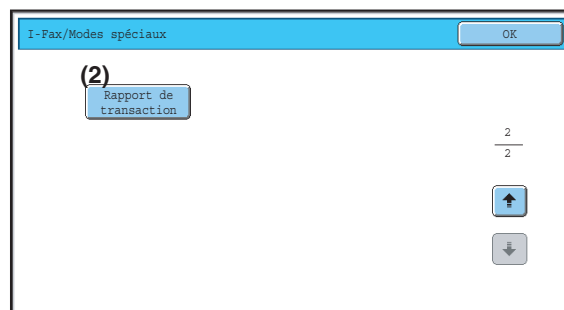 I-Fax/Modes spéciaux
OK
(2)
Rapport de
transaction
2
2